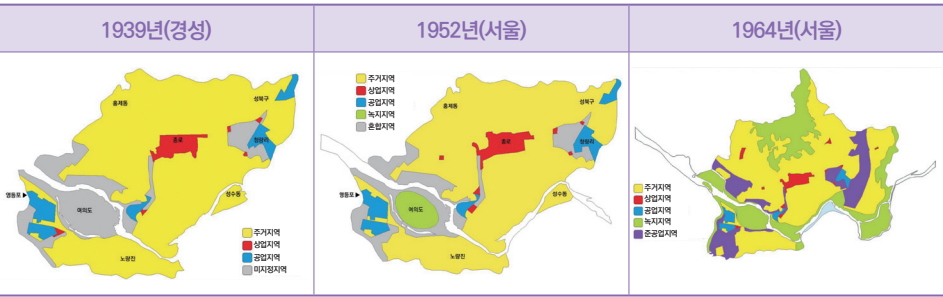 1939년(경성)
1952년(서울)
1964년(서울)
홍제동
성북구
종로
청량리
영등포
여의도
성수동
노량진
주거지역
상업지역
공업지역
미지정지역
주거지역
상업지역
공업지역
녹지지역
혼합지역
홍제동
성북구
종로
청량리
영등포
여의도
성수동
노량진
주거지역
상업지역
공업지역
녹지지역
준공업지역